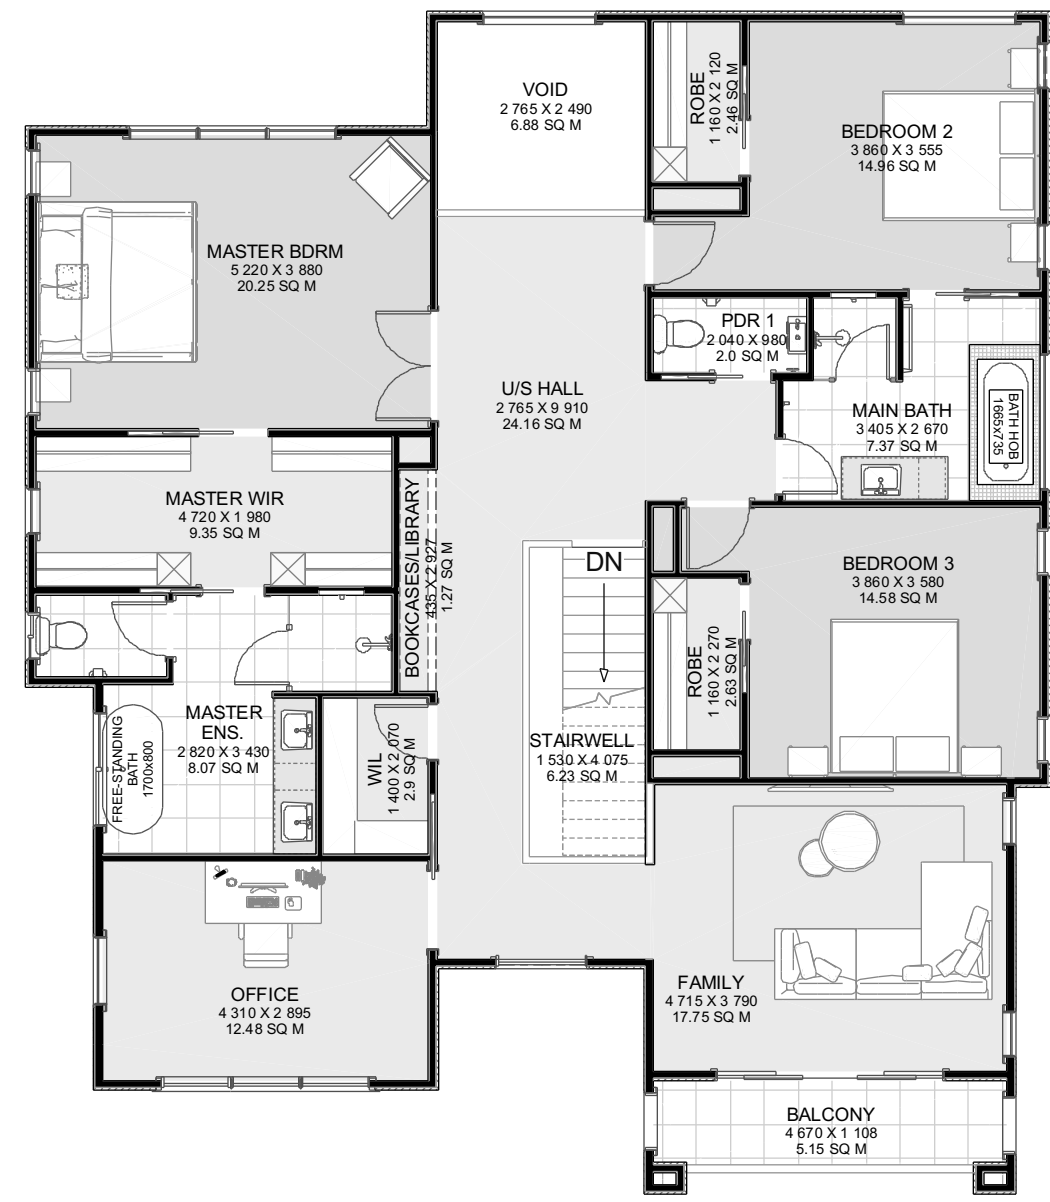 VOID
2 765 X 2 490
6.88 SQ M
ROBE
1 160 X 2 120
2.46 SQ M
BEDROOM 2
3 860 X 3 555
14.96 SQ M
MASTER BDRM
5 220 X 3 880
20.25 SQ M
PDR 1
2 040 X 980
2.0 SQ M
U/S HALL
2 765 X 9 910
24.16 SQ M
MAIN BATH
3 405 X 2 670
7.37 SQ M
BATH HOB
1665x735
MASTER WIR
4 720 X 1 980
9.35 SQ M
BOOKCASES/LIBRARY
435 X 2 927
1.27 SQ M
DN
BEDROOM 3
3 860 X 3 580
14.58 SQ M
ROBE
1 160 X 2 270
2.63 SQ M
MASTER
ENS.
2 820 X 3 430
8.07 SQ M
FREE-STANDING
BATH
1700x800
WIL
1 400 X 2 070
2.9 SQ M
STAIRWELL
1 530 X 4 075
6.23 SQ M
OFFICE
4 310 X 2 895
12.48 SQ M
FAMILY
4 715 X 3 790
17.75 SQ M
BALCONY
4 670 X 1 108
5.15 SQ M